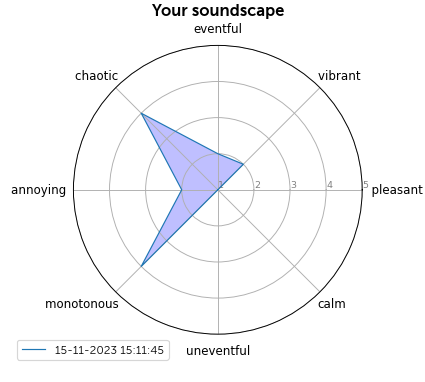 Your soundscape
eventful
chaotic
vibrant
annoying
1
2
3
4
5
pleasant
monotonous
calm
uneventful
15-11-2023 15:11:45